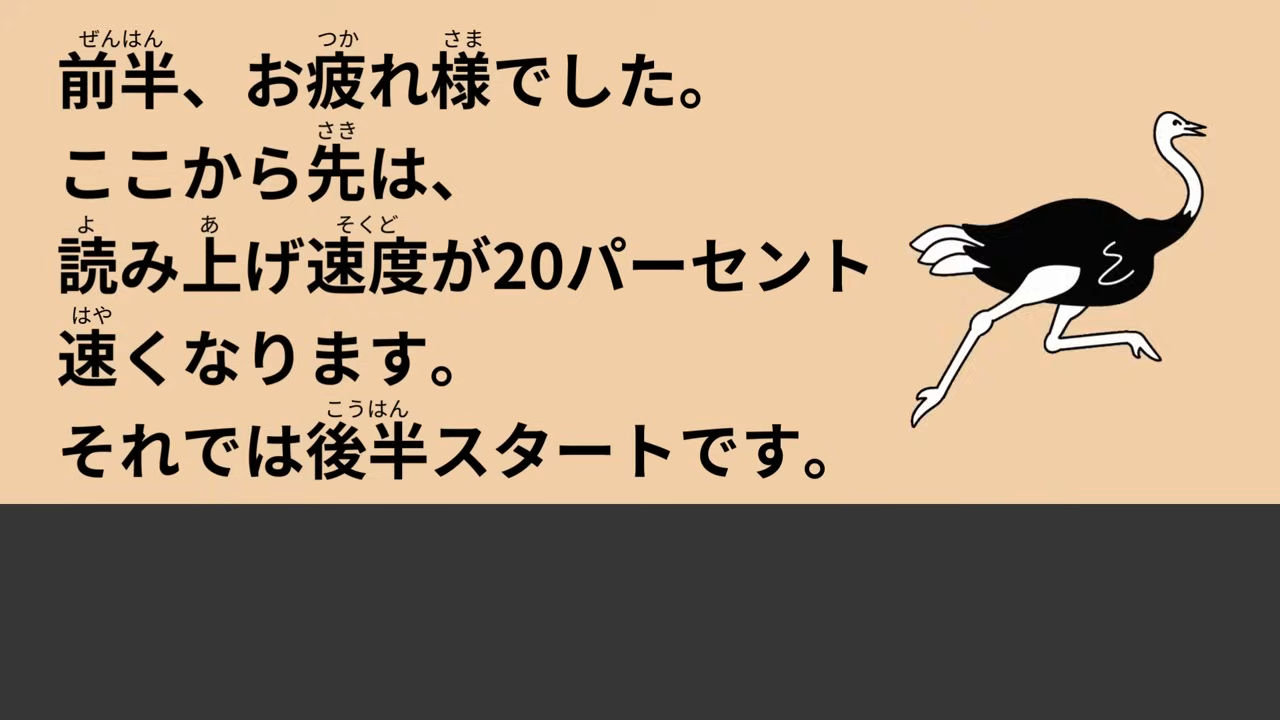 前半、お疲れ様でした。
ここから先は、
読み上げ速度が20パーセント
速くなります。
それでは後半スタートです。